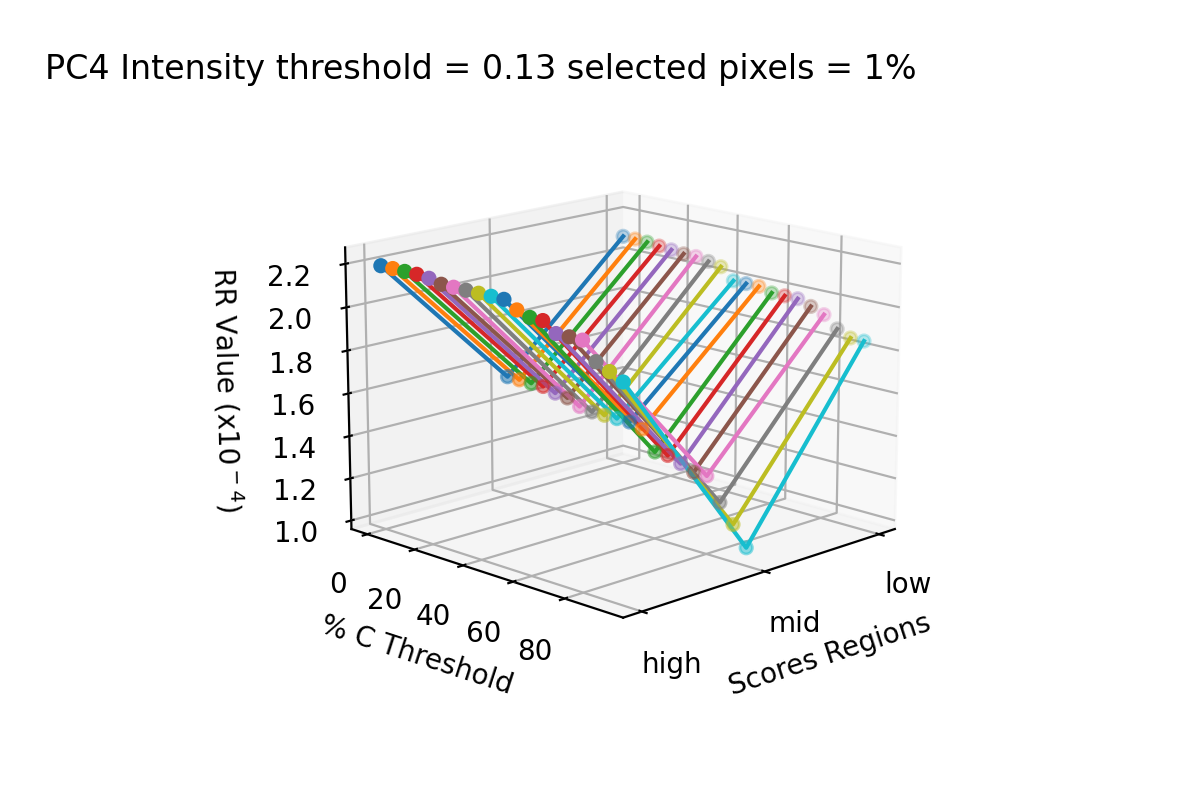 PC4 Intensity threshold = 0.13 selected pixels = 1%
RR Value (x10⁻⁴)
2.2
2.0
1.8
1.6
1.4
1.2
1.0
0
20
40
60
80
% C Threshold
high
mid
low
Scores Regions